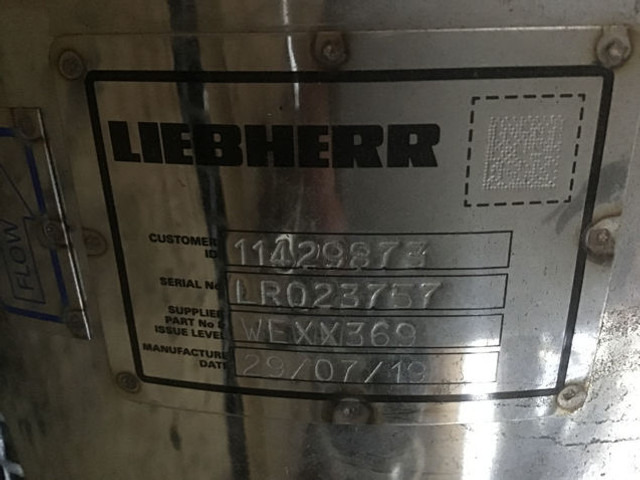 LIEBHERR
CUSTOMER ID 11429873
SERIAL No LR023757
SUPPLIER PART No & ISSUE LEVEL WEXX369
MANUFACTURE DATE 29/07/19
FLOW